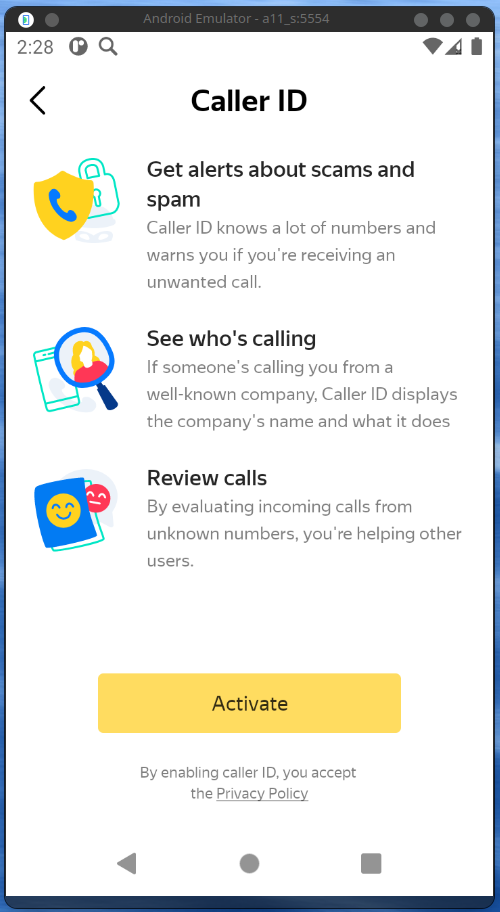 Android Emulator - a11_s:5554
2:28
Caller ID
Get alerts about scams and
spam
Caller ID knows a lot of numbers and
warns you if you're receiving an
unwanted call.
See who's calling
If someone's calling you from a
well-known company, Caller ID displays
the company's name and what it does
Review calls
By evaluating incoming calls from
unknown numbers, you're helping other
users.
Activate
By enabling caller ID, you accept
the Privacy Policy